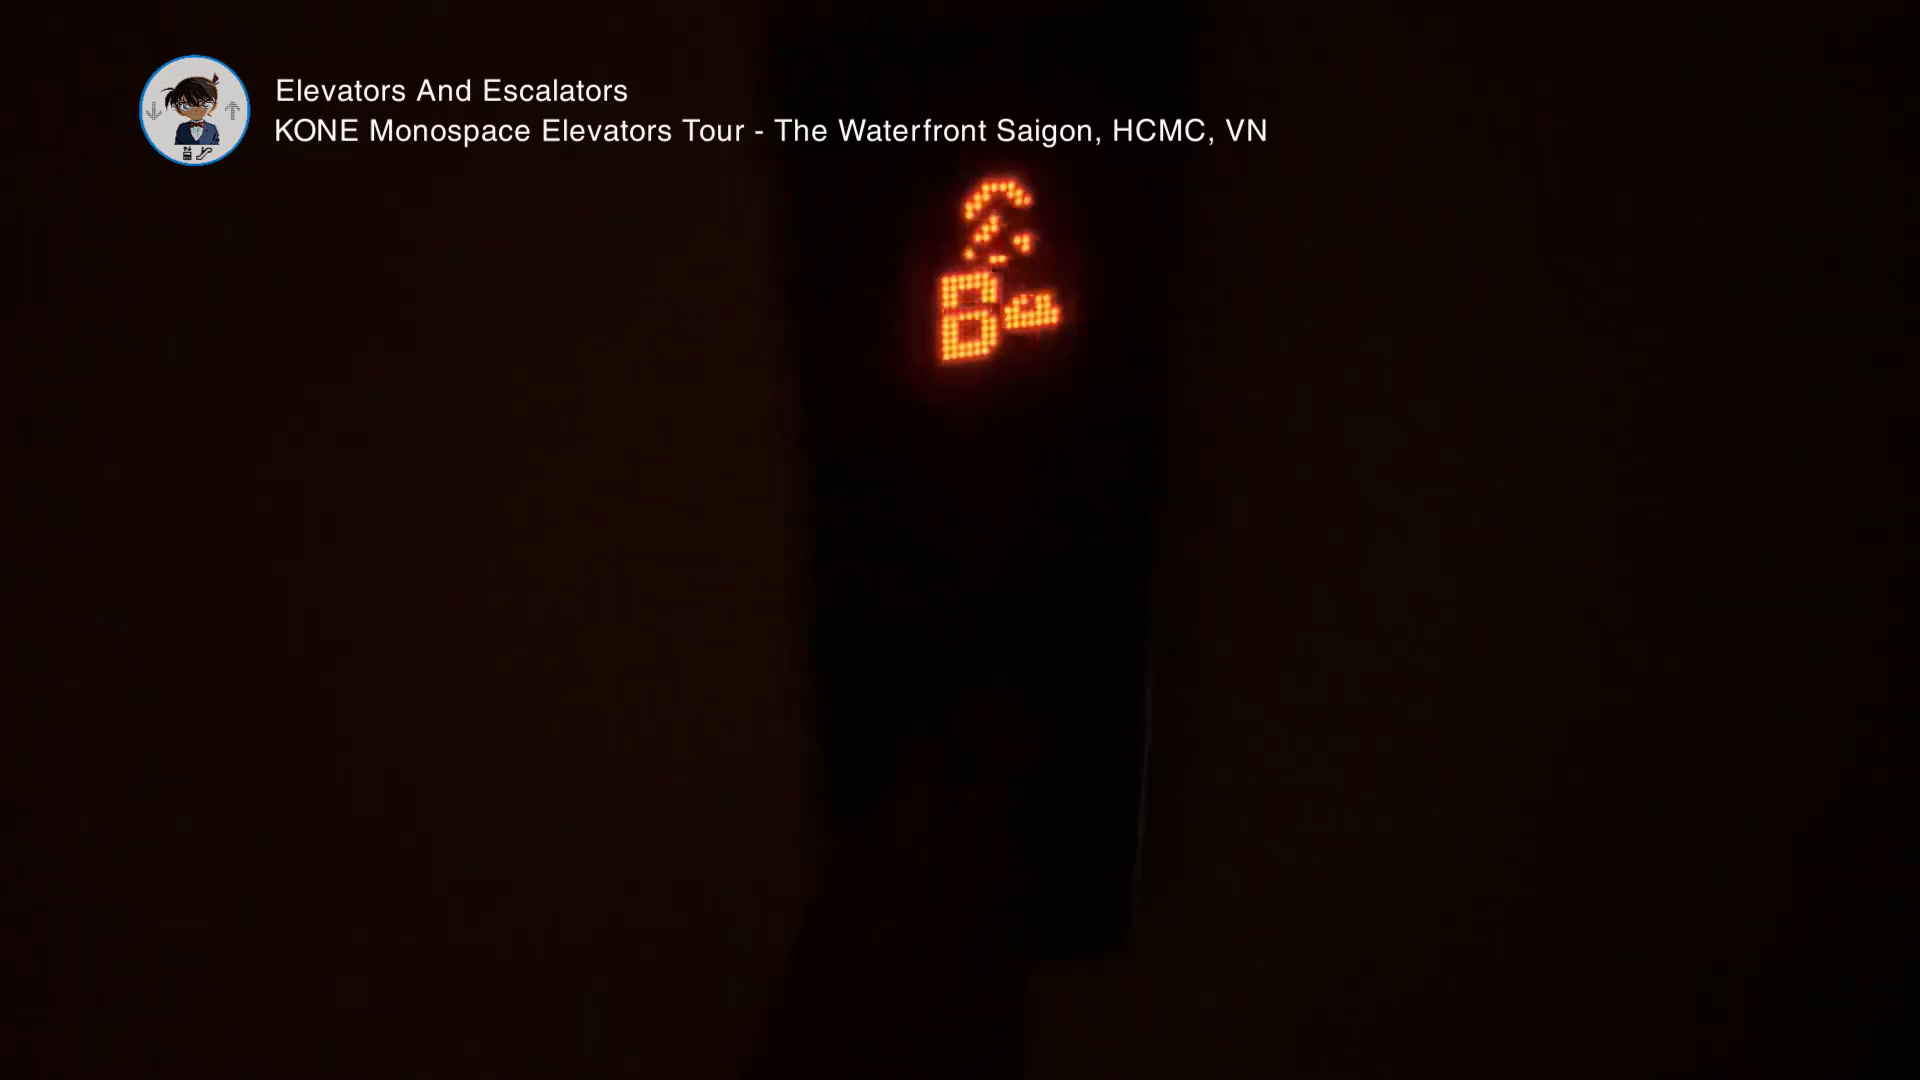 Elevators And Escalators
KONE Monospace Elevators Tour - The Waterfront Saigon, HCMC, VN